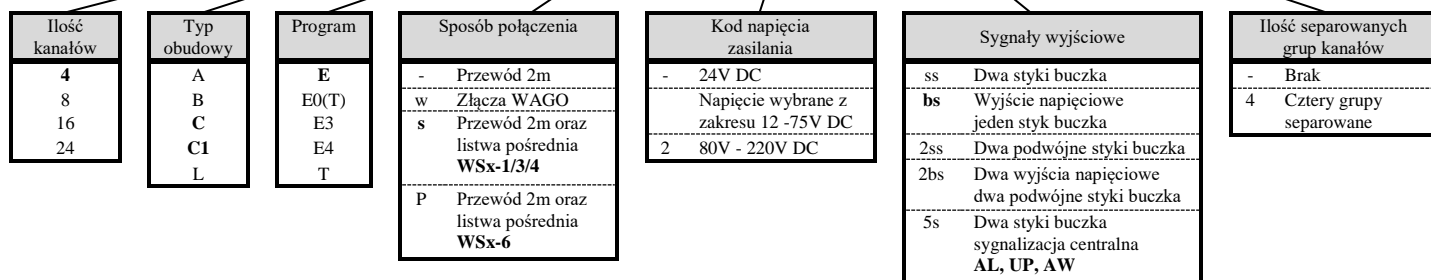 Ilość
kanałów
4
8
16
24
Typ
obudowy
A
B
C
C1
L
Program
E
E0(T)
E3
E4
T
Sposób połączenia
- Przewód 2m
w Złącza WAGO
s Przewód 2m oraz
listwa pośrednia
WSx-1/3/4
P Przewód 2m oraz
listwa pośrednia
WSx-6
Kod napięcia
zasilania
- 24V DC
Napięcie wybrane z
zakresu 12 -75V DC
2 80V - 220V DC
Sygnały wyjściowe
ss Dwa styki buczka
bs Wyjście napięciowe
jeden styk buczka
2ss Dwa podwójne styki buczka
2bs Dwa wyjścia napięciowe
dwa podwójne styki buczka
5s Dwa styki buczka
sygnalizacja centralna
AL, UP, AW
Ilość separowanych
grup kanałów
- Brak
4 Cztery grupy
separowane